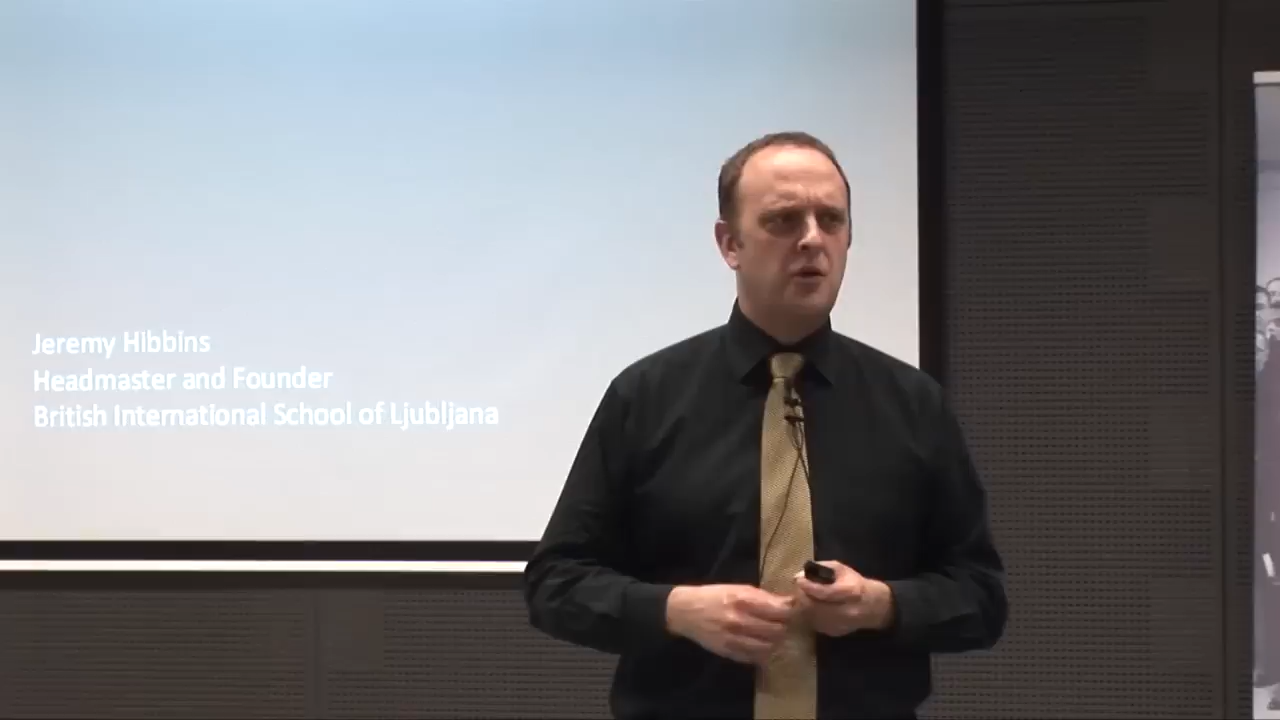 Jeremy Hibbins
Headmaster and Founder
British International School of Ljubljana